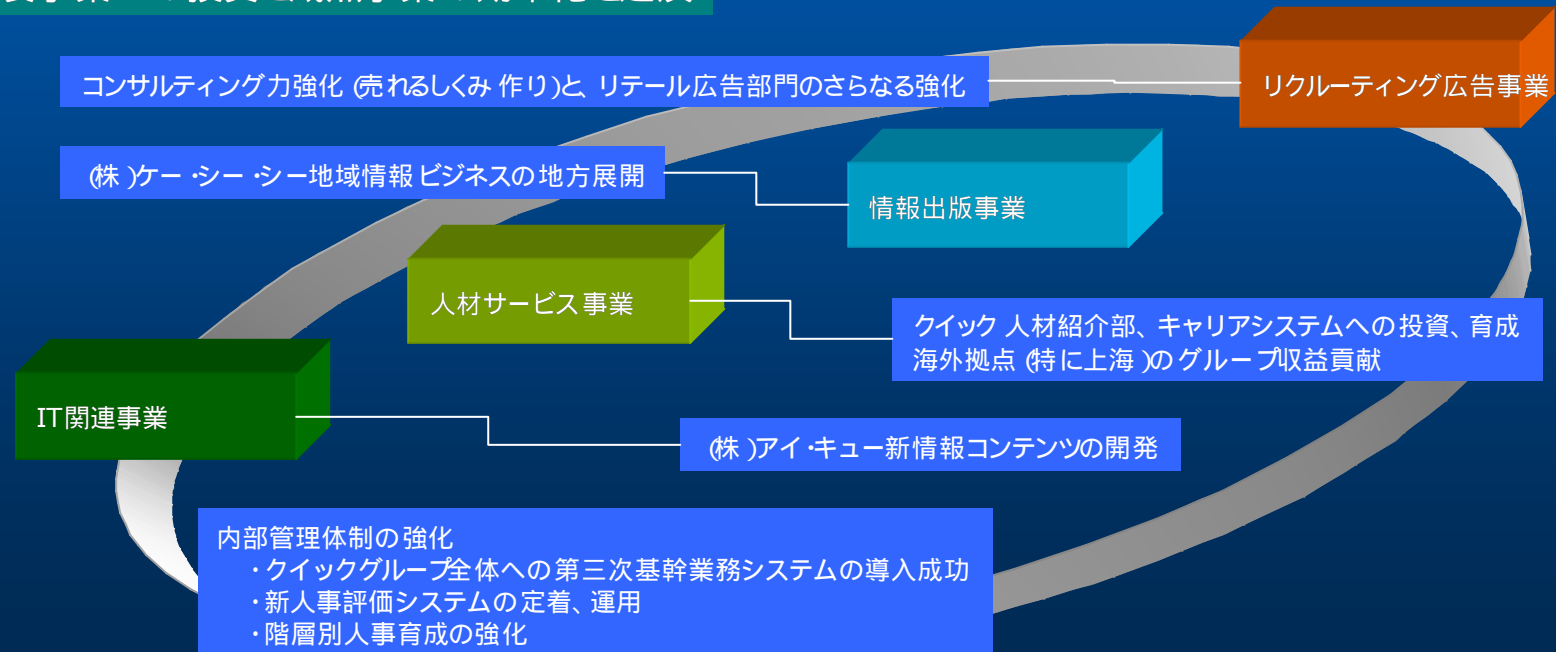 コンサルティング力強化(売れるしくみ作り)と、リテール広告部門のさらなる強化
リクルーティング広告事業
(株)ケー・シー・シー地域情報ビジネスの地方展開
情報出版事業
人材サービス事業
クイック人材紹介部、キャリアシステムへの投資、育成
海外拠点(特に上海)のグループ収益貢献
IT関連事業
(株)アイ・キュー新情報コンテンツの開発
内部管理体制の強化
・クイックグループ全体への第三次基幹業務システムの導入成功
・新人事評価システムの定着、運用
・階層別人事育成の強化